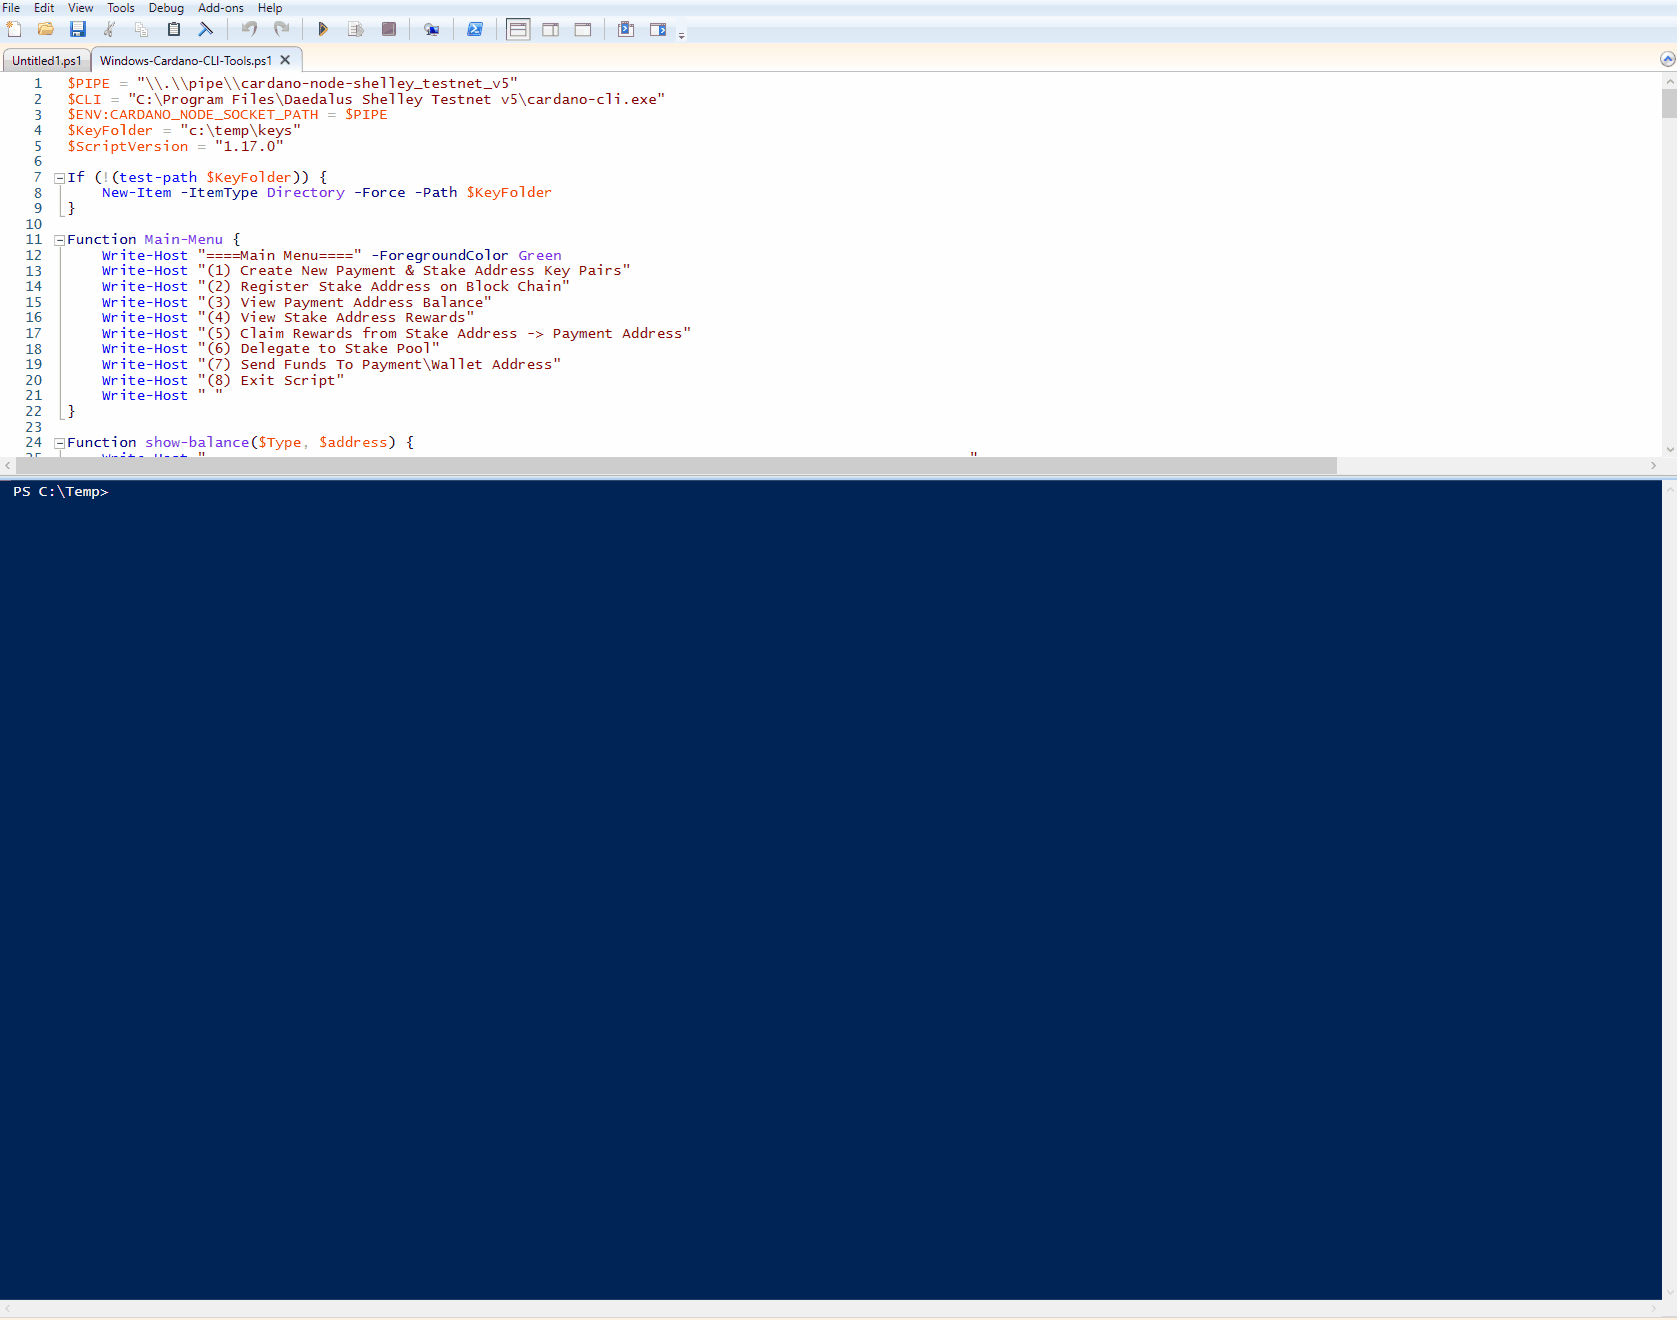 File Edit View Tools Debug Add-ons Help
Untitled1.ps1 Windows-Cardano-CLI-Tools.ps1
1 $PIPE = "\\.\\pipe\\cardano-node-shelley_testnet_v5"
2 $CLI = "C:\Program Files\Daedalus Shelley Testnet v5\cardano-cli.exe"
3 $ENV:CARDANO_NODE_SOCKET_PATH = $PIPE
4 $KeyFolder = "c:\temp\keys"
5 $ScriptVersion = "1.17.0"
6
7 If (!(test-path $KeyFolder)) {
8 New-Item -ItemType Directory -Force -Path $KeyFolder
9 }
10
11 Function Main-Menu {
12 Write-Host "====Main Menu====" -ForegroundColor Green
13 Write-Host "(1) Create New Payment & Stake Address Key Pairs"
14 Write-Host "(2) Register Stake Address on Block Chain"
15 Write-Host "(3) View Payment Address Balance"
16 Write-Host "(4) View Stake Address Rewards"
17 Write-Host "(5) Claim Rewards from Stake Address -> Payment Address"
18 Write-Host "(6) Delegate to Stake Pool"
19 Write-Host "(7) Send Funds To Payment\Wallet Address"
20 Write-Host "(8) Exit Script"
21 Write-Host " "
22 }
23
24 Function show-balance($Type, $address) {
25 Write-Host " "
PS C:\Temp>